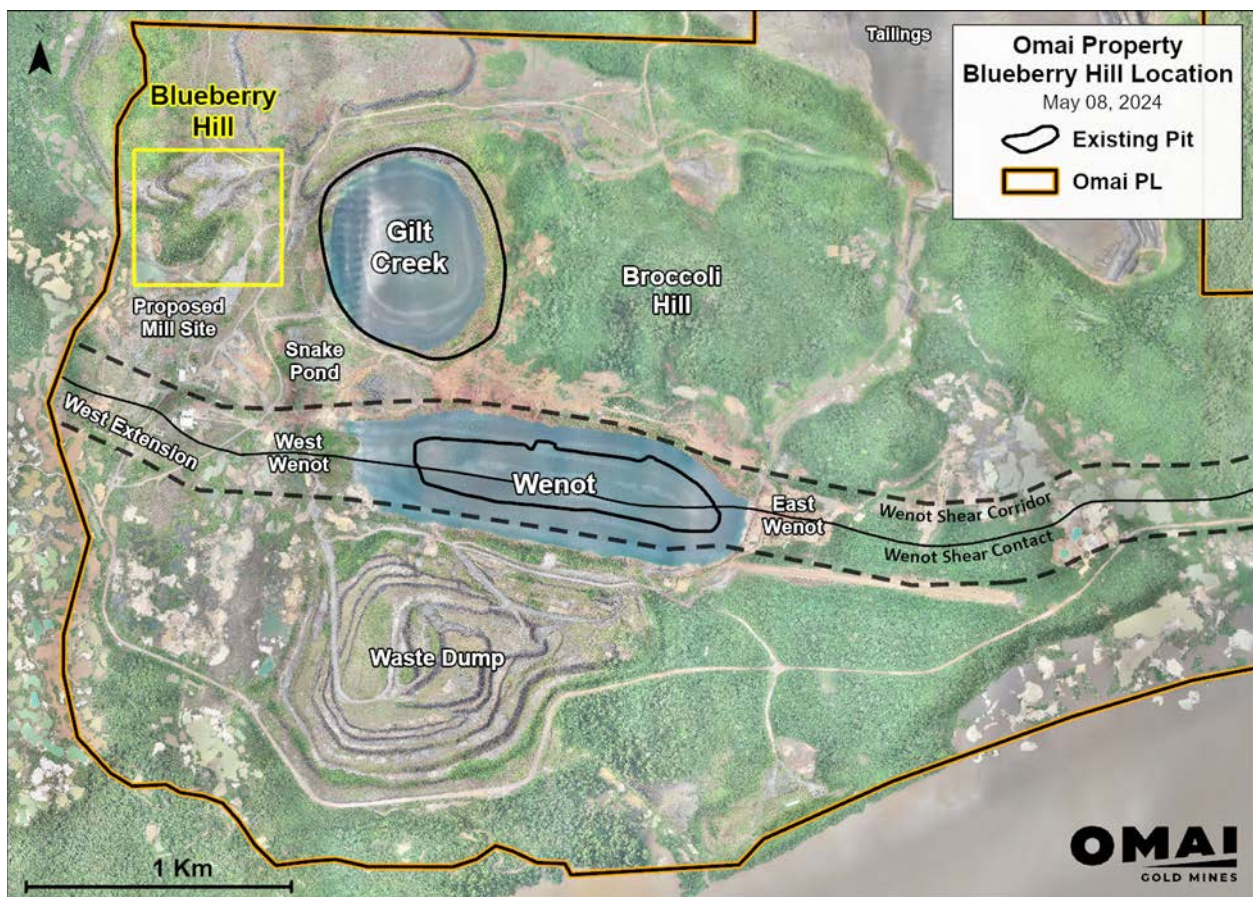 Tailings
Omai Property
Blueberry Hill Location
May 08, 2024
Existing Pit
Omai PL
N
Blueberry
Hill
Gilt
Creek
Broccoli
Hill
Proposed
Mill Site
Snake
Pond
West Extension
West
Wenot
Wenot
East
Wenot
Wenot Shear Corridor
Wenot Shear Contact
Waste Dump
1 Km
OMAI
GOLD MINES